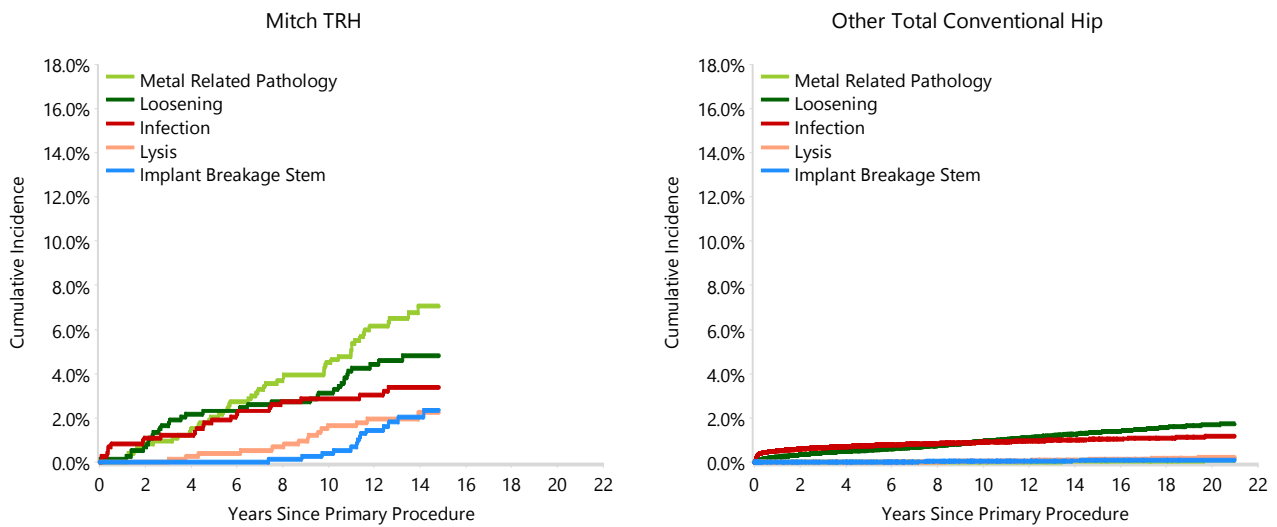 Mitch TRH
18.0%
16.0%
14.0%
12.0%
10.0%
8.0%
6.0%
4.0%
2.0%
0.0%
Cumulative Incidence
Metal Related Pathology
Loosening
Infection
Lysis
Implant Breakage Stem
0 2 4 6 8 10 12 14 16 18 20 22
Years Since Primary Procedure
Other Total Conventional Hip
18.0%
16.0%
14.0%
12.0%
10.0%
8.0%
6.0%
4.0%
2.0%
0.0%
Cumulative Incidence
Metal Related Pathology
Loosening
Infection
Lysis
Implant Breakage Stem
0 2 4 6 8 10 12 14 16 18 20 22
Years Since Primary Procedure